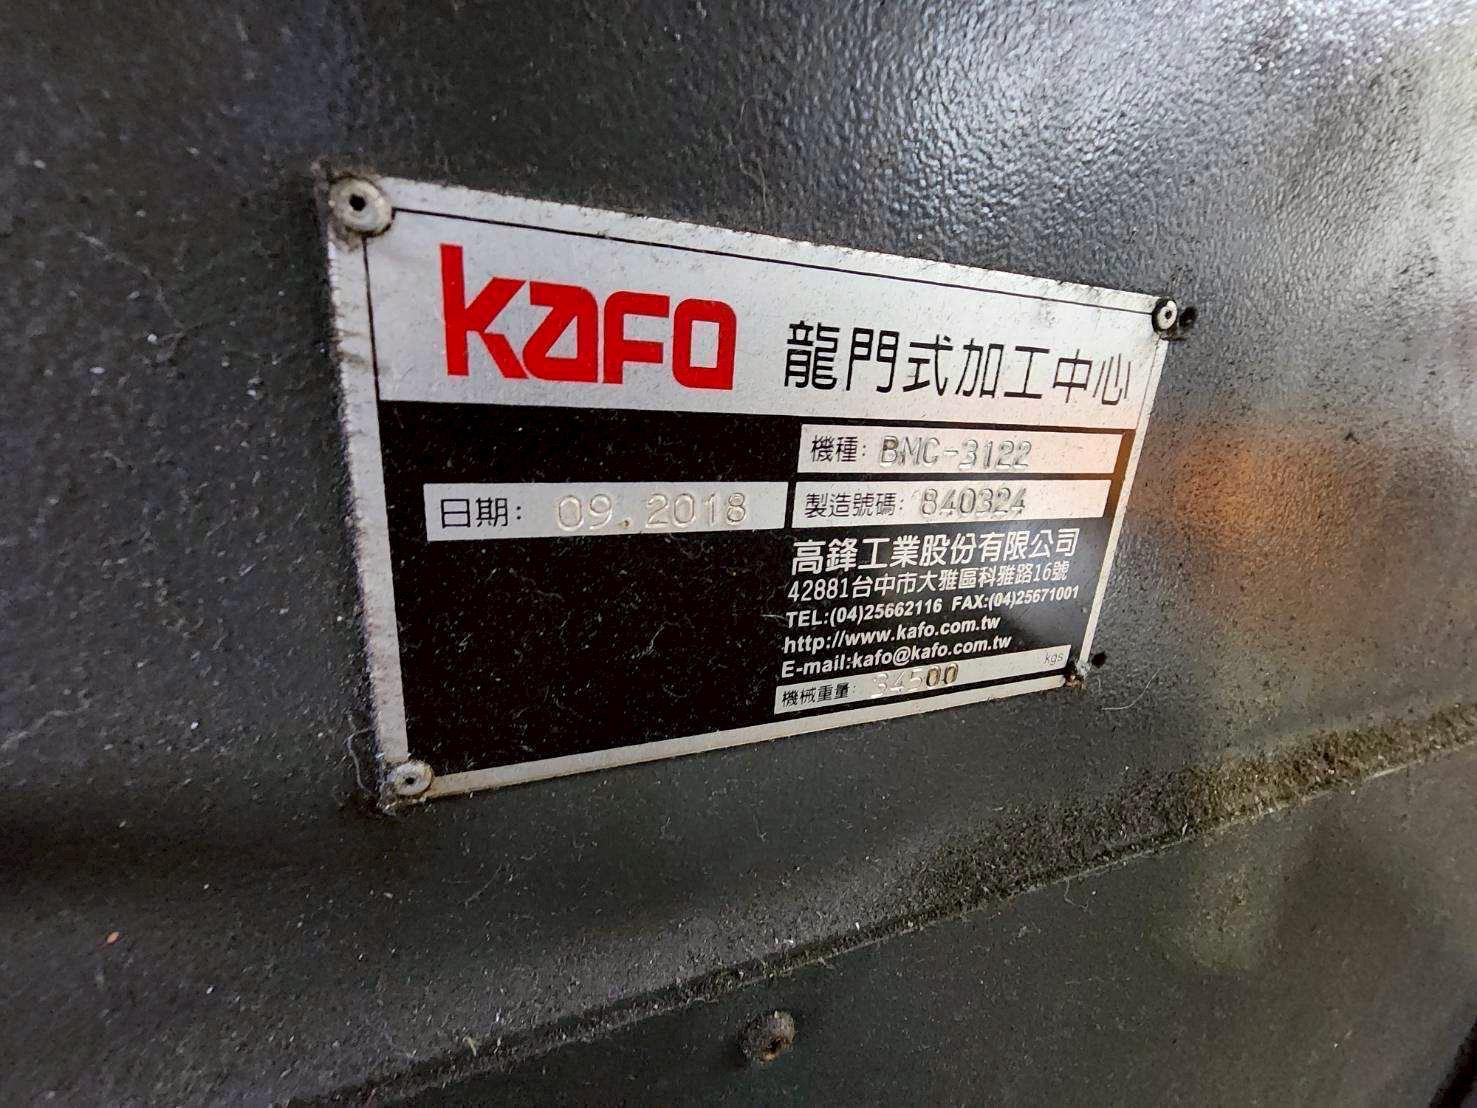 KaFO 龍門式加工中心
機種: BMC-3122
日期: 09.2018
製造號碼: 840324
高鋒工業股份有限公司
42881台中市大雅區科雅路16號
TEL:(04)25662116 FAX:(04)25671001
http://www.kafo.com.tw
E-mail:kafo@kafo.com.tw
機械重量: 34500 kgs